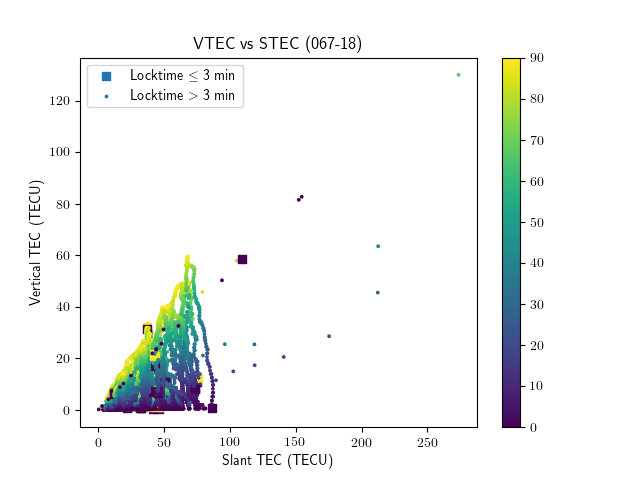 VTEC vs STEC (067-18)
Locktime ≤ 3 min
Locktime > 3 min
Vertical TEC (TECU)
120
100
80
60
40
20
0
0 50 100 150 200 250
Slant TEC (TECU)
90
80
70
60
50
40
30
20
10
0